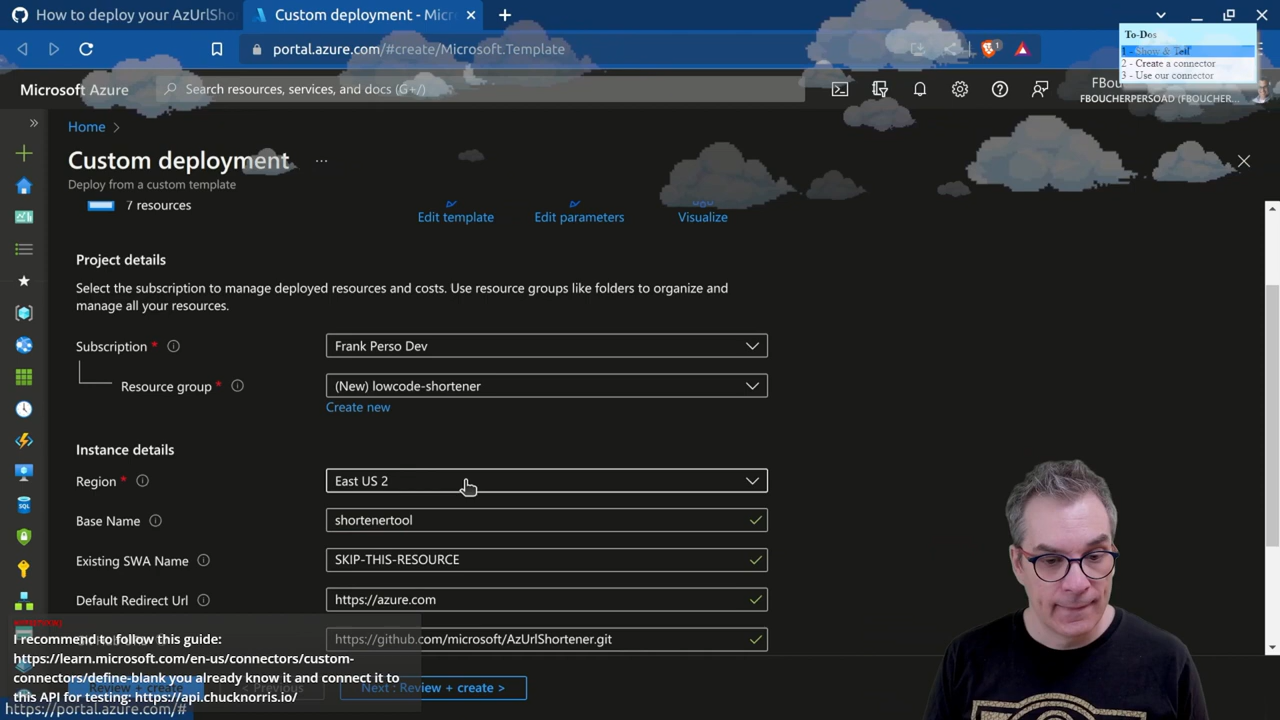 How to deploy your AzUrlSho
Custom deployment - Micr
portal.azure.com/#create/Microsoft.Template
1
To-Dos
1 - Show & Tell
2 - Create a connector
3 - Use our connector
Microsoft Azure
Search resources, services, and docs (G+/)
FBOUCHERPERSOAD (FBOUCHER...
Home
Custom deployment
Deploy from a custom template
7 resources
Edit template
Edit parameters
Visualize
Project details
Select the subscription to manage deployed resources and costs. Use resource groups like folders to organize and
manage all your resources.
Subscription *
Frank Perso Dev
Resource group *
(New) lowcode-shortener
Create new
Instance details
Region *
East US 2
Base Name
shortenertool
Existing SWA Name
SKIP-THIS-RESOURCE
Default Redirect Url
https://azure.com
https://github.com/microsoft/AzUrlShortener.git
I recommend to follow this guide:
https://learn.microsoft.com/en-us/connectors/custom-
connectors/define-blank you already know it and connect it to
this API for testing: https://api.chucknorris.io/
Review + create
< Previous
Next : Review + create >
https://portal.azure.com/#